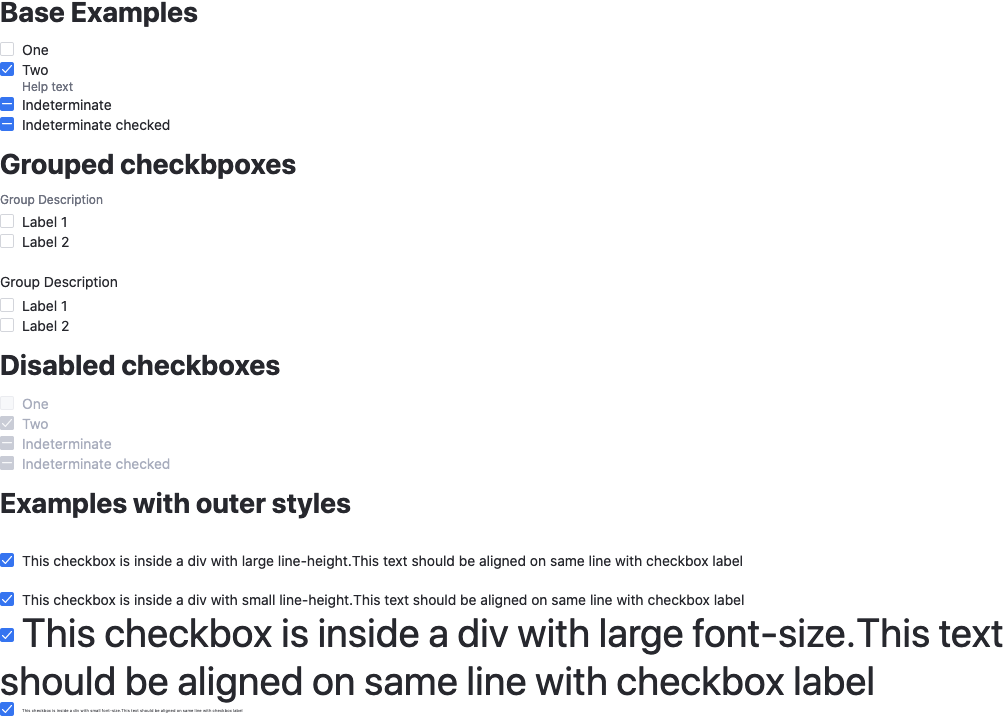 Base Examples
One
Two
Help text
Indeterminate
Indeterminate checked
Grouped checkbpoxes
Group Description
Label 1
Label 2
Group Description
Label 1
Label 2
Disabled checkboxes
One
Two
Indeterminate
Indeterminate checked
Examples with outer styles
This checkbox is inside a div with large line-height.This text should be aligned on same line with checkbox label
This checkbox is inside a div with small line-height.This text should be aligned on same line with checkbox label
This checkbox is inside a div with large font-size.This text
should be aligned on same line with checkbox label
This checkbox is inside a div with small font-size.This text should be aligned on same line with checkbox label